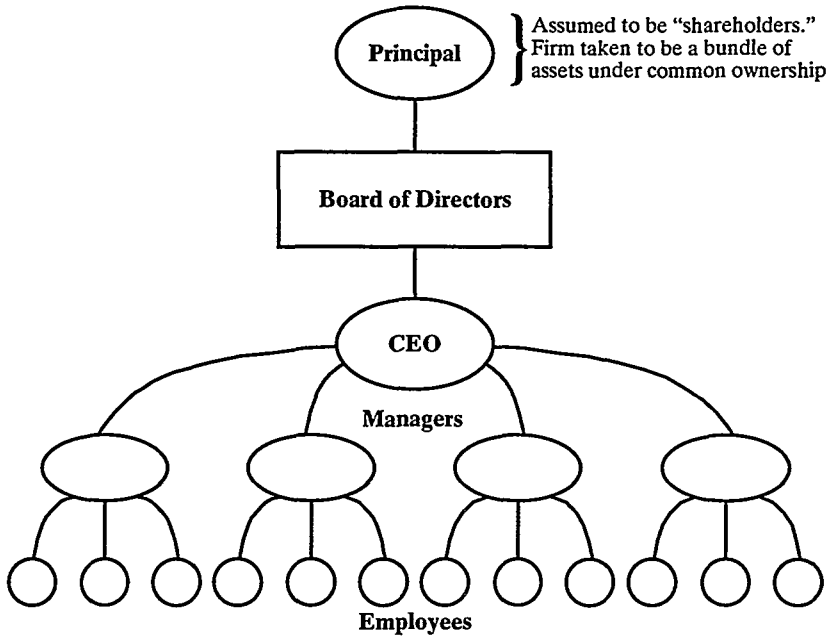 Principal
Assumed to be “shareholders.”
Firm taken to be a bundle of
assets under common ownership
Board of Directors
CEO
Managers
Employees